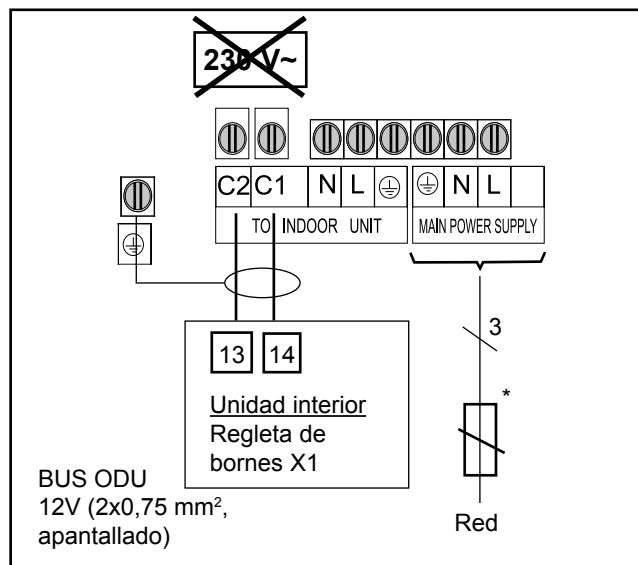 230 V~
C2 C1 N L N L
TO INDOOR UNIT MAIN POWER SUPPLY
3
13 14
*
Unidad interior
Regleta de
bornes X1
BUS ODU
12V (2x0,75 mm²,
apantallado)
Red